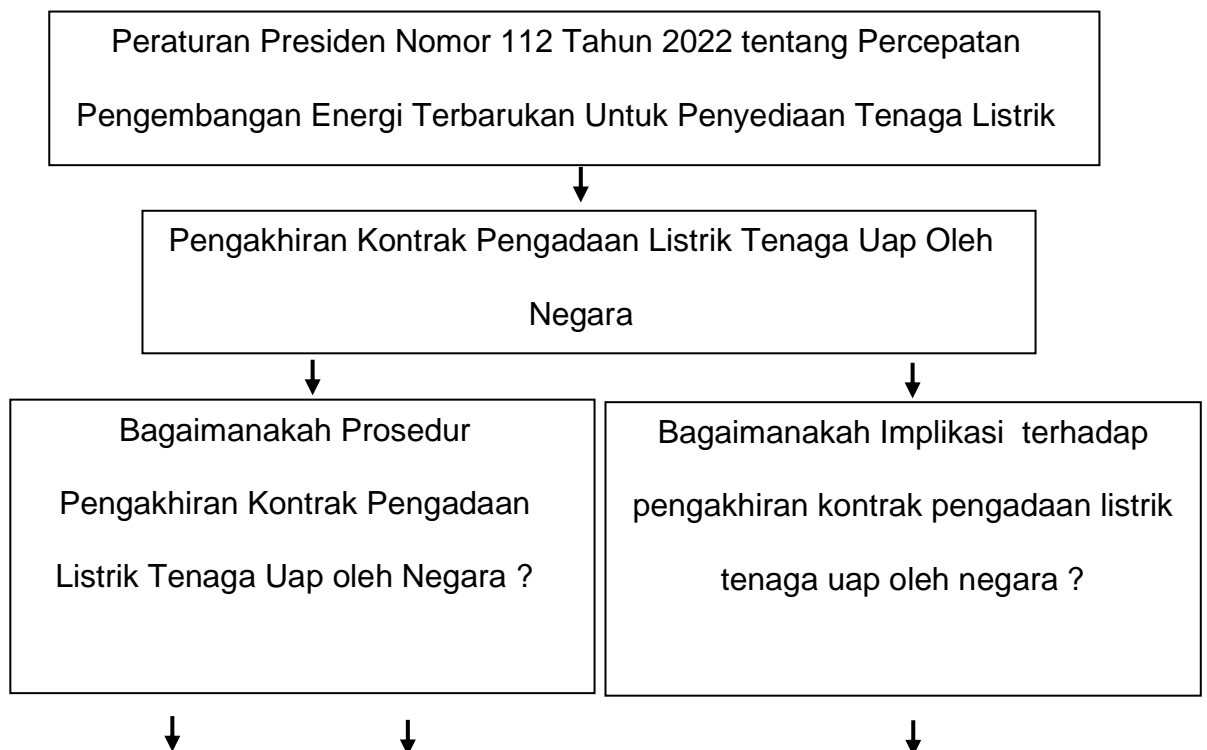 Peraturan Presiden Nomor 112 Tahun 2022 tentang Percepatan
Pengembangan Energi Terbarukan Untuk Penyediaan Tenaga Listrik
Pengakhiran Kontrak Pengadaan Listrik Tenaga Uap Oleh
Negara
Bagaimanakah Prosedur
Pengakhiran Kontrak Pengadaan
Listrik Tenaga Uap oleh Negara ?
Bagaimanakah Implikasi terhadap
pengakhiran kontrak pengadaan listrik
tenaga uap oleh negara ?